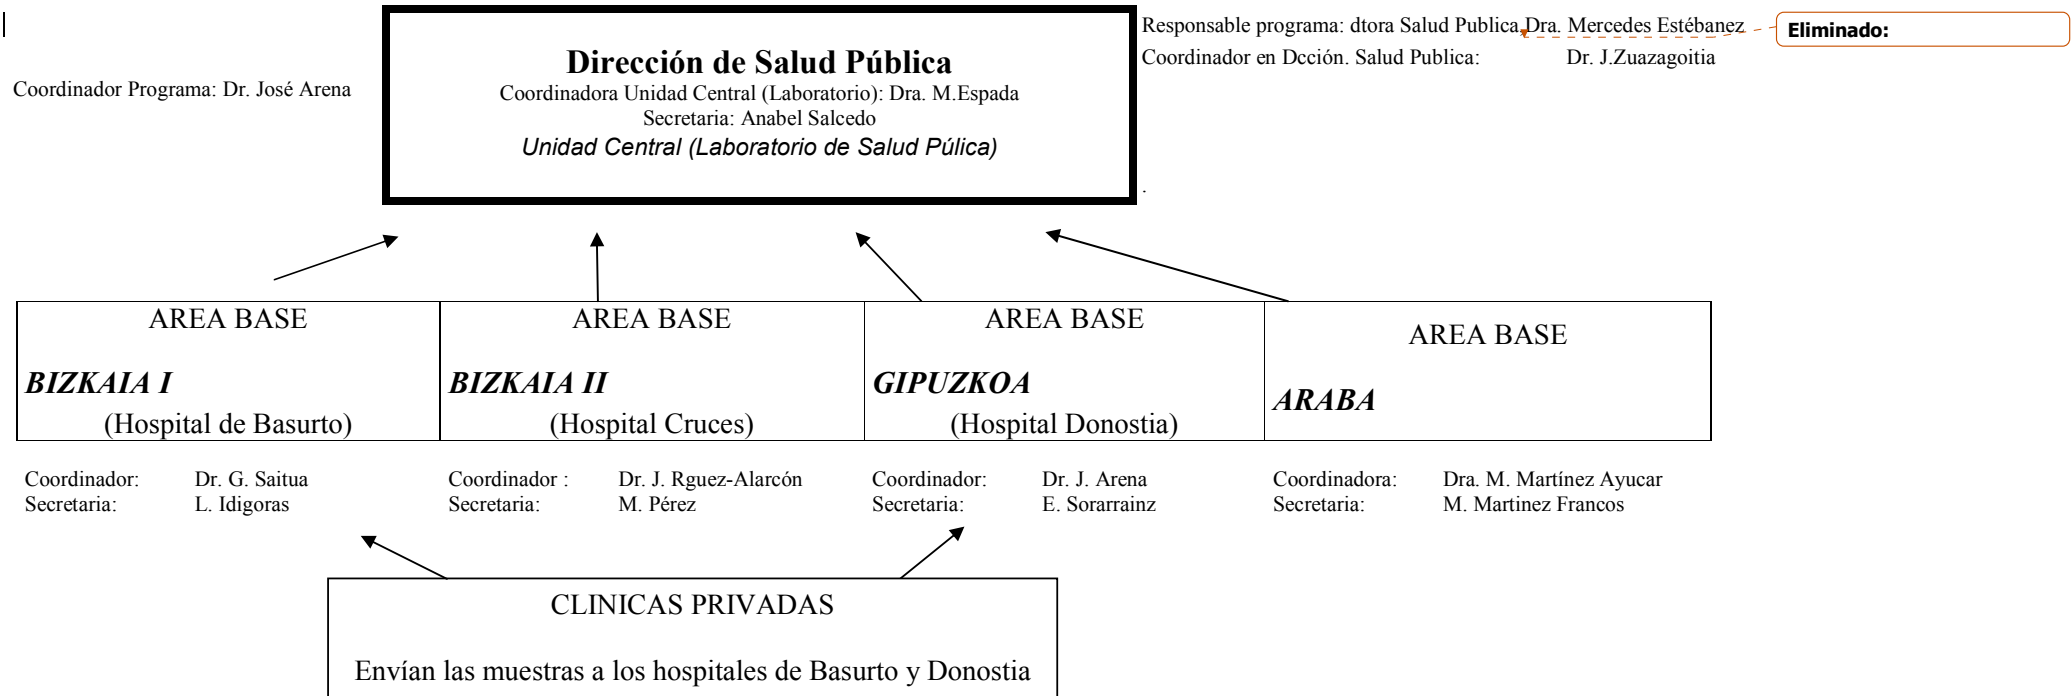 Responsable programa: dtora Salud Publica Dra. Mercedes Estébanez
Eliminado:
Coordinador en Dcción. Salud Publica: Dr. J.Zuazagoitia
Coordinador Programa: Dr. José Arena
Dirección de Salud Pública
Coordinadora Unidad Central (Laboratorio): Dra. M.Espada
Secretaria: Anabel Salcedo
Unidad Central (Laboratorio de Salud Púlica)
.
AREA BASE
BIZKAIA I
(Hospital de Basurto)
AREA BASE
BIZKAIA II
(Hospital Cruces)
AREA BASE
GIPUZKOA
(Hospital Donostia)
AREA BASE
ARABA
Coordinador: Dr. G. Saitua
Secretaria: L. Idigoras
Coordinador : Dr. J. Rguez-Alarcón
Secretaria: M. Pérez
Coordinador: Dr. J. Arena
Secretaria: E. Sorarrainz
Coordinadora: Dra. M. Martínez Ayucar
Secretaria: M. Martinez Francos
CLINICAS PRIVADAS
Envían las muestras a los hospitales de Basurto y Donostia